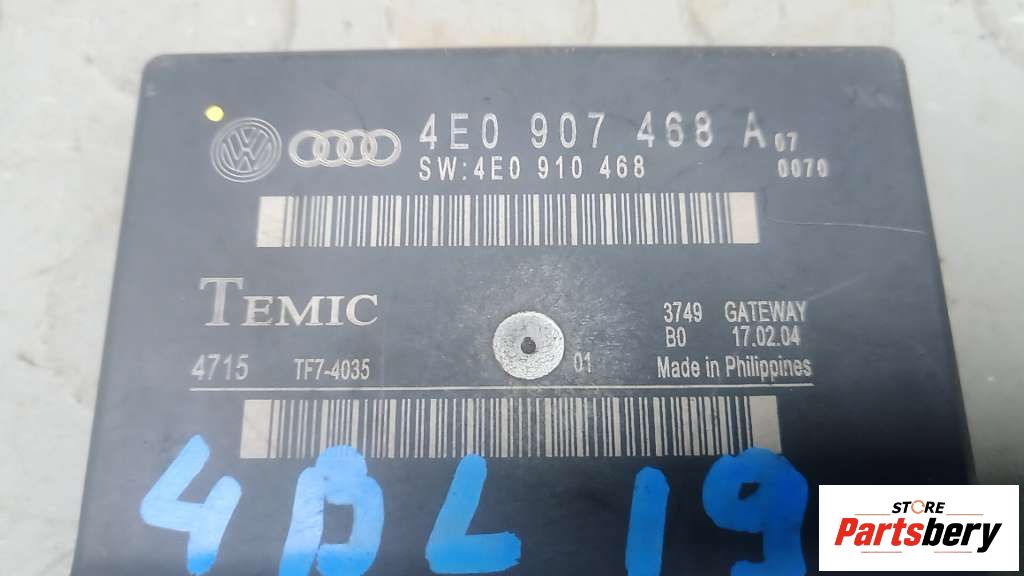 4E0 907 468 A 07
SW:4E0 910 468 0070
TEMIC
3749 GATEWAY
B0 17.02.04
4715 TF7-4035 01 Made in Philippines
4DL19
STORE
Partsbery